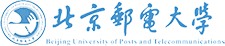 北京郵電大學
Beijing University of Posts and Telecommunications